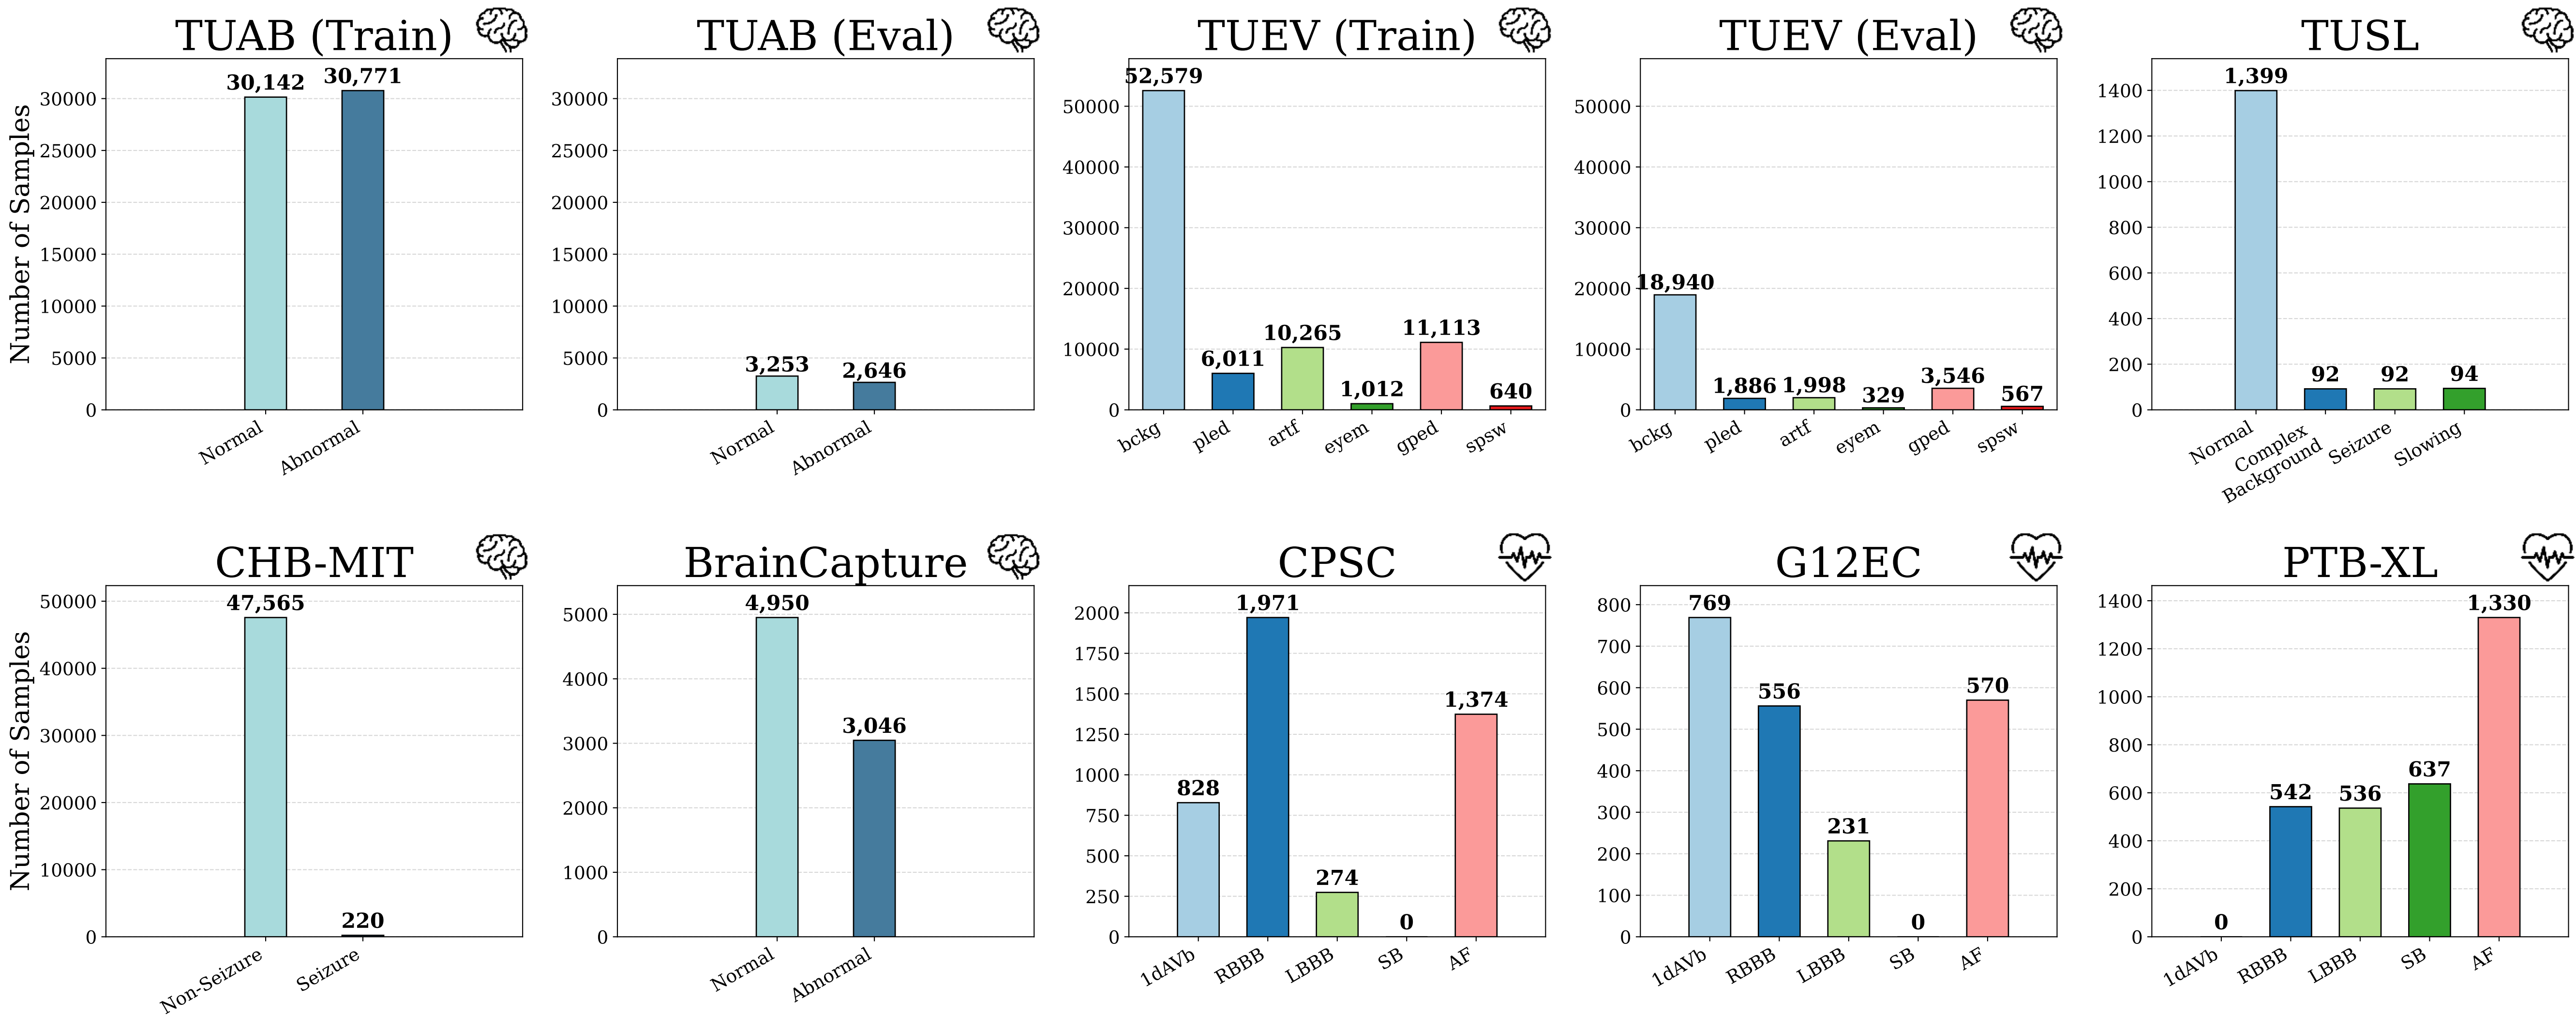 TUAB (Train)
Number of Samples
30000
25000
20000
15000
10000
5000
0
30,142
30,771
Normal
Abnormal
TUAB (Eval)
30000
25000
20000
15000
10000
5000
0
3,253
2,646
Normal
Abnormal
TUEV (Train)
50000
40000
30000
20000
10000
0
52,579
6,011
10,265
1,012
11,113
640
bckg
pled
artf
eyem
gped
spsw
TUEV (Eval)
50000
40000
30000
20000
10000
0
18,940
1,886
1,998
329
3,546
567
bckg
pled
artf
eyem
gped
spsw
TUSL
1400
1200
1000
800
600
400
200
0
1,399
92
92
94
Normal
Complex
Background
Seizure
Slowing
CHB-MIT
Number of Samples
50000
40000
30000
20000
10000
0
47,565
220
Non-Seizure
Seizure
BrainCapture
5000
4000
3000
2000
1000
0
4,950
3,046
Normal
Abnormal
CPSC
2000
1750
1500
1250
1000
750
500
250
0
828
1,971
274
0
1,374
1dAVb
RBBB
LBBB
SB
AF
G12EC
800
700
600
500
400
300
200
100
0
769
556
231
0
570
1dAVb
RBBB
LBBB
SB
AF
PTB-XL
1400
1200
1000
800
600
400
200
0
0
542
536
637
1,330
1dAVb
RBBB
LBBB
SB
AF